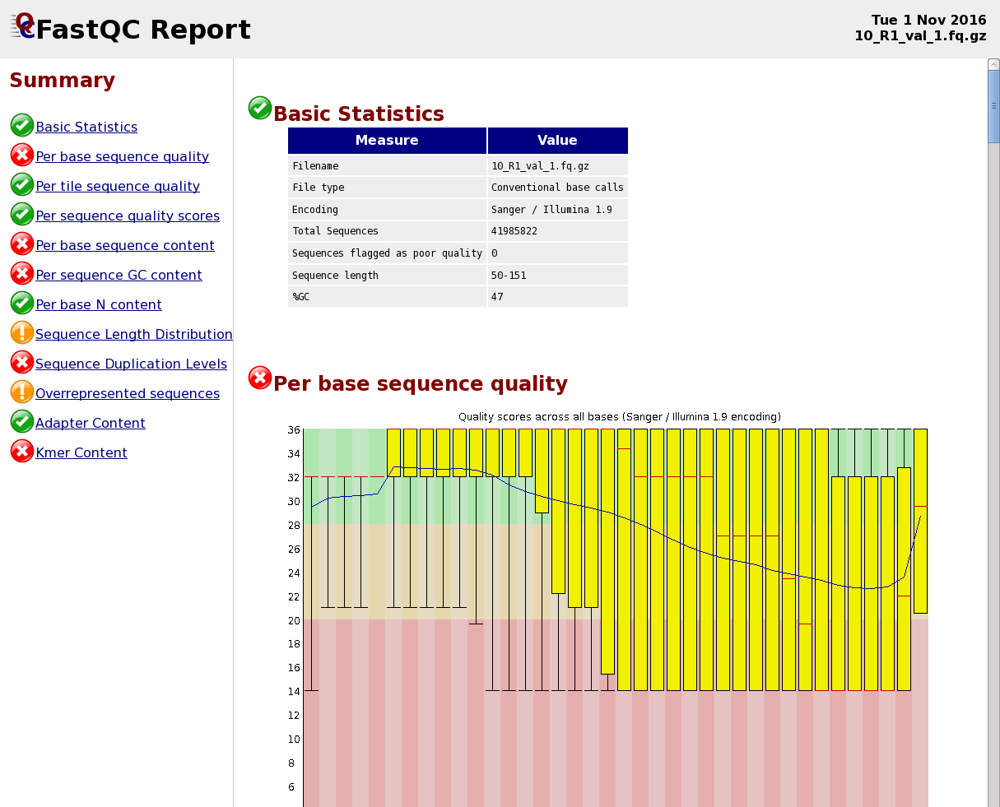 FastQC Report
Tue 1 Nov 2016
10_R1_val_1.fq.gz
Summary
Basic Statistics
Per base sequence quality
Per tile sequence quality
Per sequence quality scores
Per base sequence content
Per sequence GC content
Per base N content
Sequence Length Distribution
Sequence Duplication Levels
Overrepresented sequences
Adapter Content
Kmer Content
Basic Statistics
Measure Value
Filename 10_R1_val_1.fq.gz
File type Conventional base calls
Encoding Sanger / Illumina 1.9
Total Sequences 41985822
Sequences flagged as poor quality 0
Sequence length 50-151
%GC 47
Per base sequence quality
Quality scores across all bases (Sanger / Illumina 1.9 encoding)
36
34
32
30
28
26
24
22
20
18
16
14
12
10
8
6